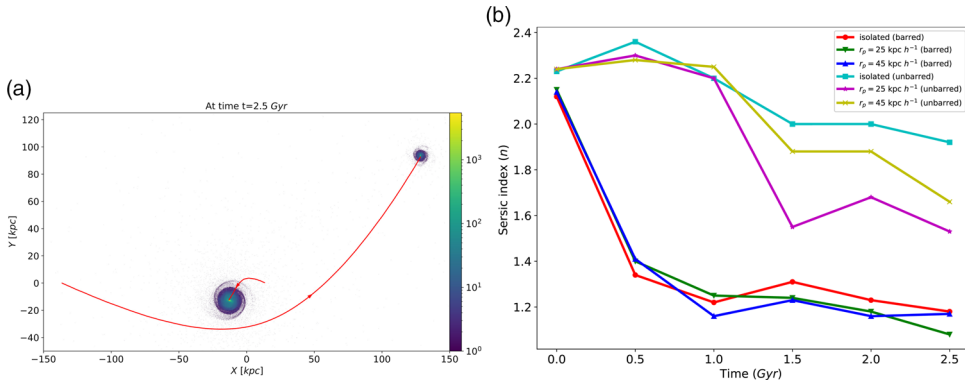 (a)
At time t=2.5 Gyr
Y [kpc]
120
100
80
60
40
20
0
−20
−40
−150
−100
−50
0
50
100
150
X [kpc]
10³
10²
10¹
10⁰
(b)
Sersic index (n)
2.4
2.2
2.0
1.8
1.6
1.4
1.2
0.0
0.5
1.0
1.5
2.0
2.5
Time (Gyr)
isolated (barred)
rₚ = 25 kpc h⁻¹ (barred)
rₚ = 45 kpc h⁻¹ (barred)
isolated (unbarred)
rₚ = 25 kpc h⁻¹ (unbarred)
rₚ = 45 kpc h⁻¹ (unbarred)